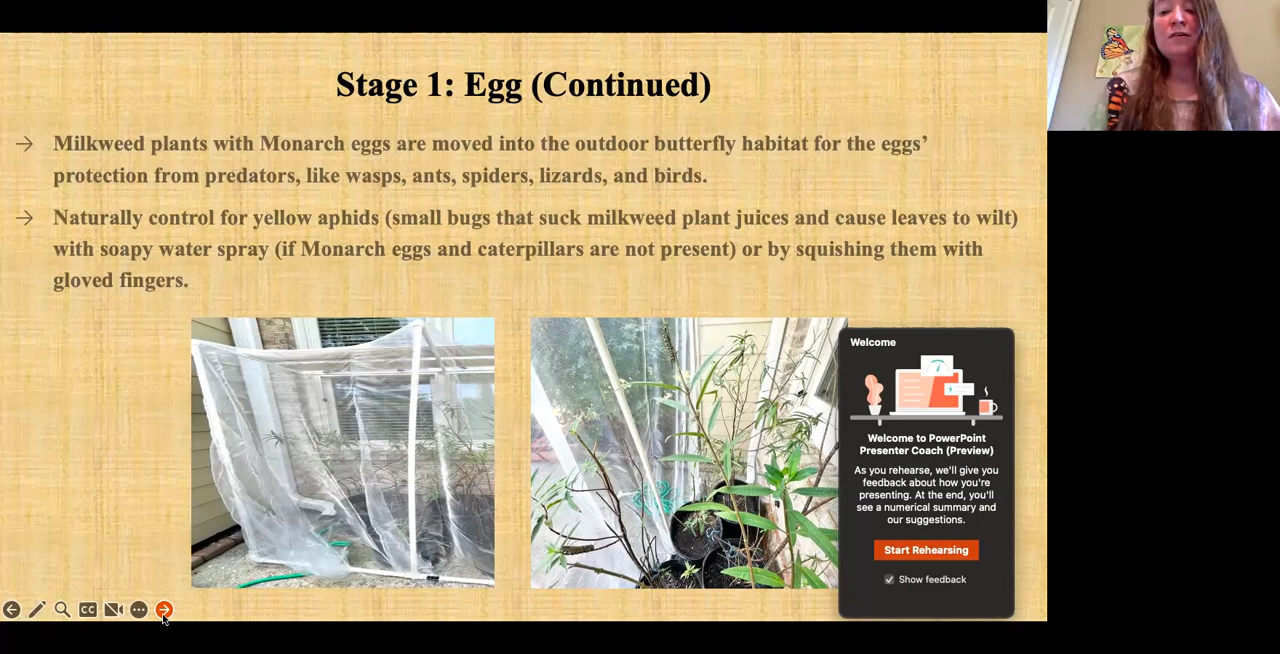 Stage 1: Egg (Continued)
→ Milkweed plants with Monarch eggs are moved into the outdoor butterfly habitat for the eggs’
protection from predators, like wasps, ants, spiders, lizards, and birds.
→ Naturally control for yellow aphids (small bugs that suck milkweed plant juices and cause leaves to wilt)
with soapy water spray (if Monarch eggs and caterpillars are not present) or by squishing them with
gloved fingers.
Welcome
Welcome to PowerPoint
Presenter Coach (Preview)
As you rehearse, we'll give you
feedback about how you're
presenting. At the end, you'll
see a numerical summary and
our suggestions.
Start Rehearsing
Show feedback
CC